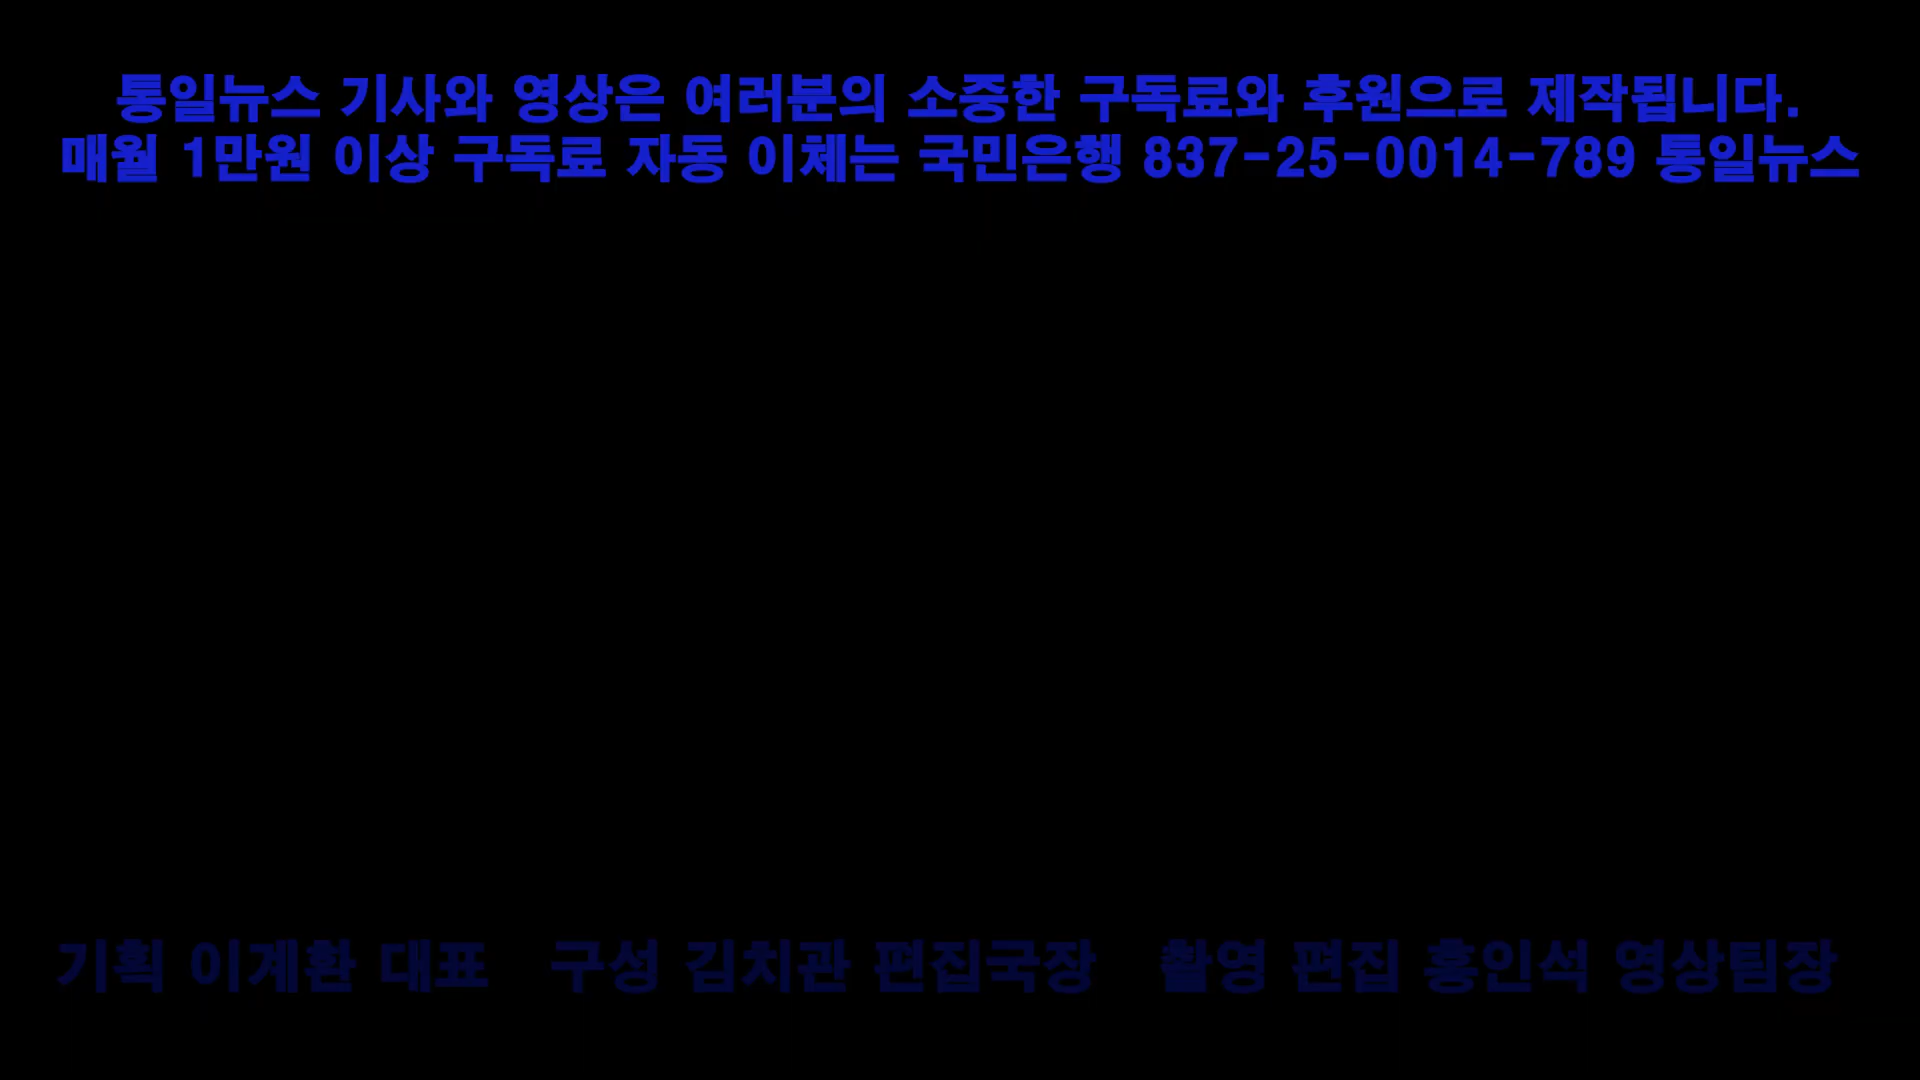 통일뉴스 기사와 영상은 여러분의 소중한 구독료와 후원으로 제작됩니다.
매월 1만원 이상 구독료 자동 이체는 국민은행 837-25-0014-789 통일뉴스
기획 이계환 대표 구성 김치관 편집국장 촬영 편집 홍인석 영상팀장